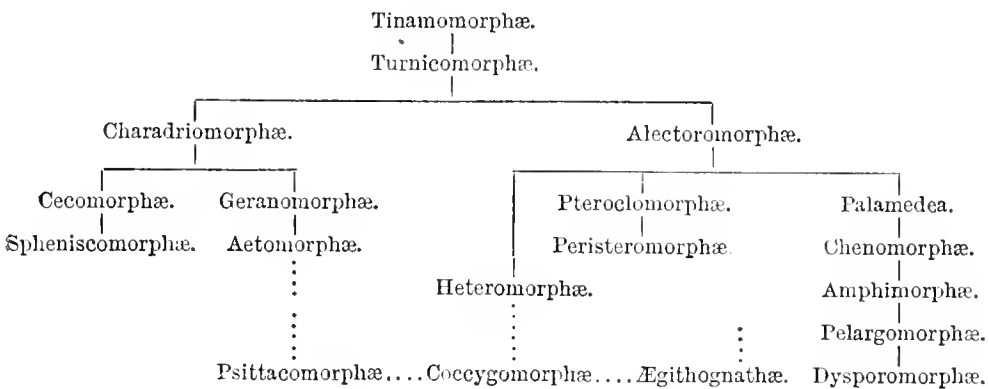 Tinamomorphæ.
Turnicomorphæ.
Charadriomorphæ. Alectoromorphæ.
Cecomorphæ. Geranomorphæ. Pteroclomorphæ. Palamedea.
Spheniscomorphæ. Aetomorphæ. Peristeromorphæ. Chenomorphæ.
Heteromorphæ. Amphimorphæ.
Pelargomorphæ.
Psittacomorphæ....Coccygomorphæ....Ægithognathæ. Dysporomorphæ.